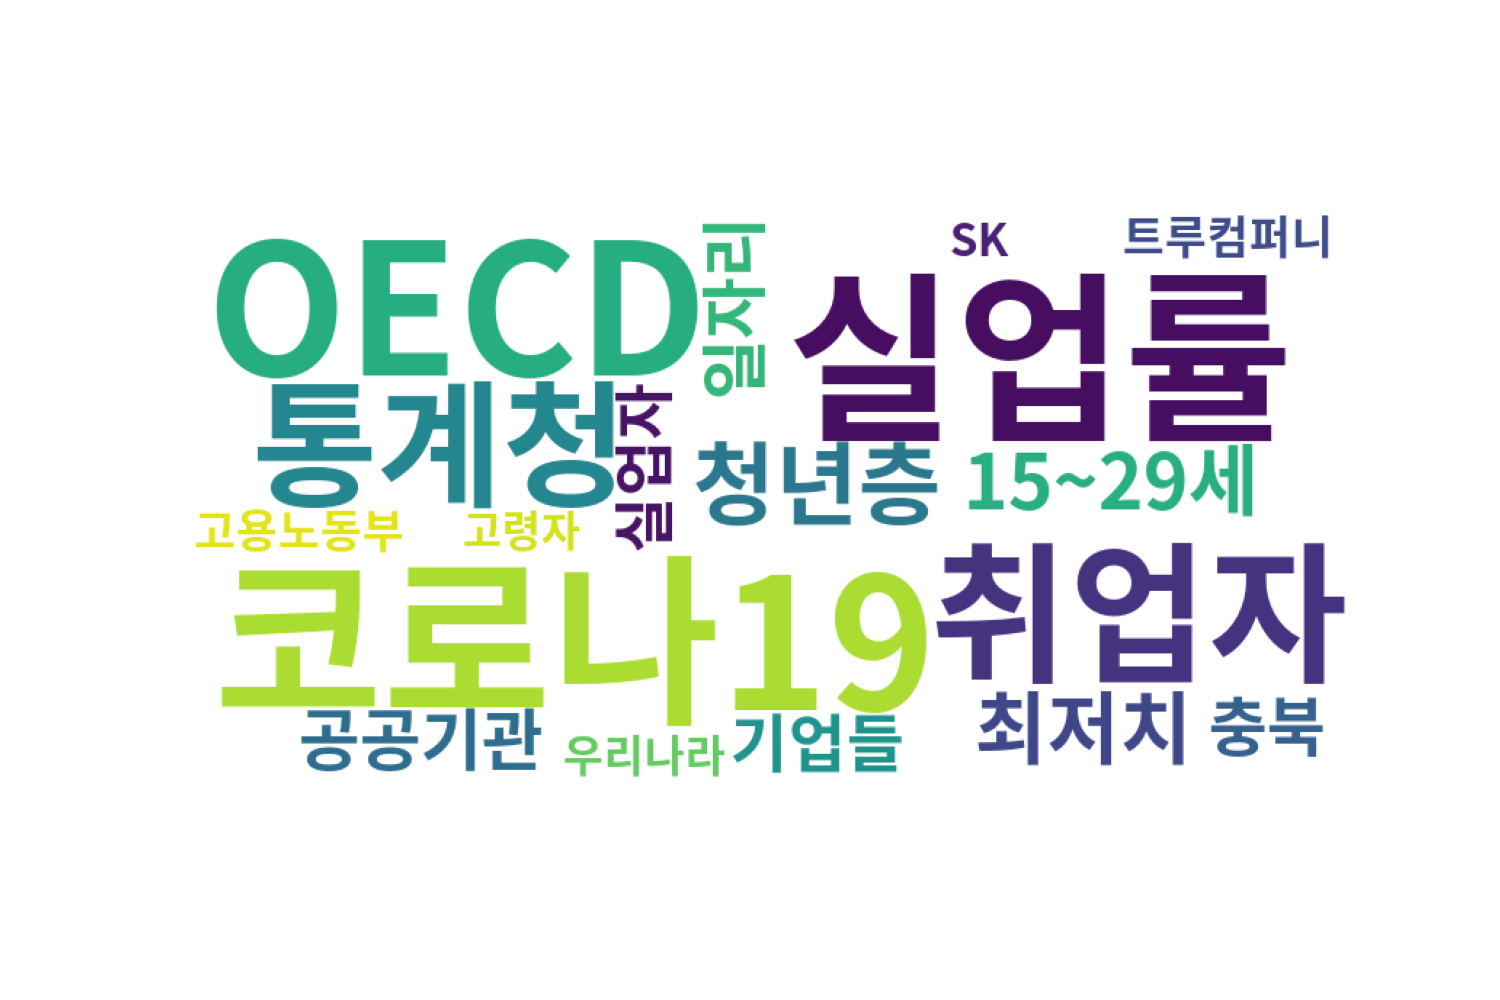 SK
트루컴퍼니
OECD
일자리
실업률
통계청
실업자
청년층
15~29세
고용노동부
고령자
코로나19
취업자
공공기관
우리나라
기업들
최저치
충북